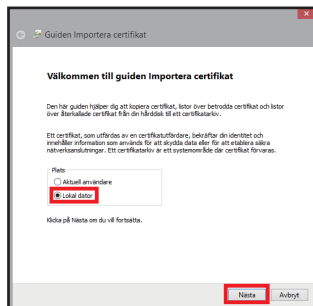 Guiden Importera certifikat
Välkommen till guiden Importera certifikat
Den här guiden hjälper dig att kopiera certifikat, listor över betrodda certifikat och listor
över återkallade certifikat från din hårddisk till ett certifikatarkiv.
Ett certifikat, som utfärdas av en certifikatutfärdare, bekräftar din identitet och
innehåller information som används för att skydda data eller för att etablera säkra
nätverksanslutningar. Ett certifikatarkiv är ett systemområde där certifikat förvaras.
Plats
Aktuell användare
Lokal dator
Klicka på Nästa om du vill fortsätta.
Nästa
Avbryt